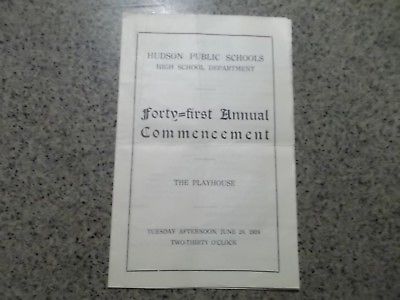 HUDSON PUBLIC SCHOOLS
HIGH SCHOOL DEPARTMENT
Forty=first Annual
Commencement
THE PLAYHOUSE
TUESDAY AFTERNOON, JUNE
TWO-THIRTY O'CLOCK